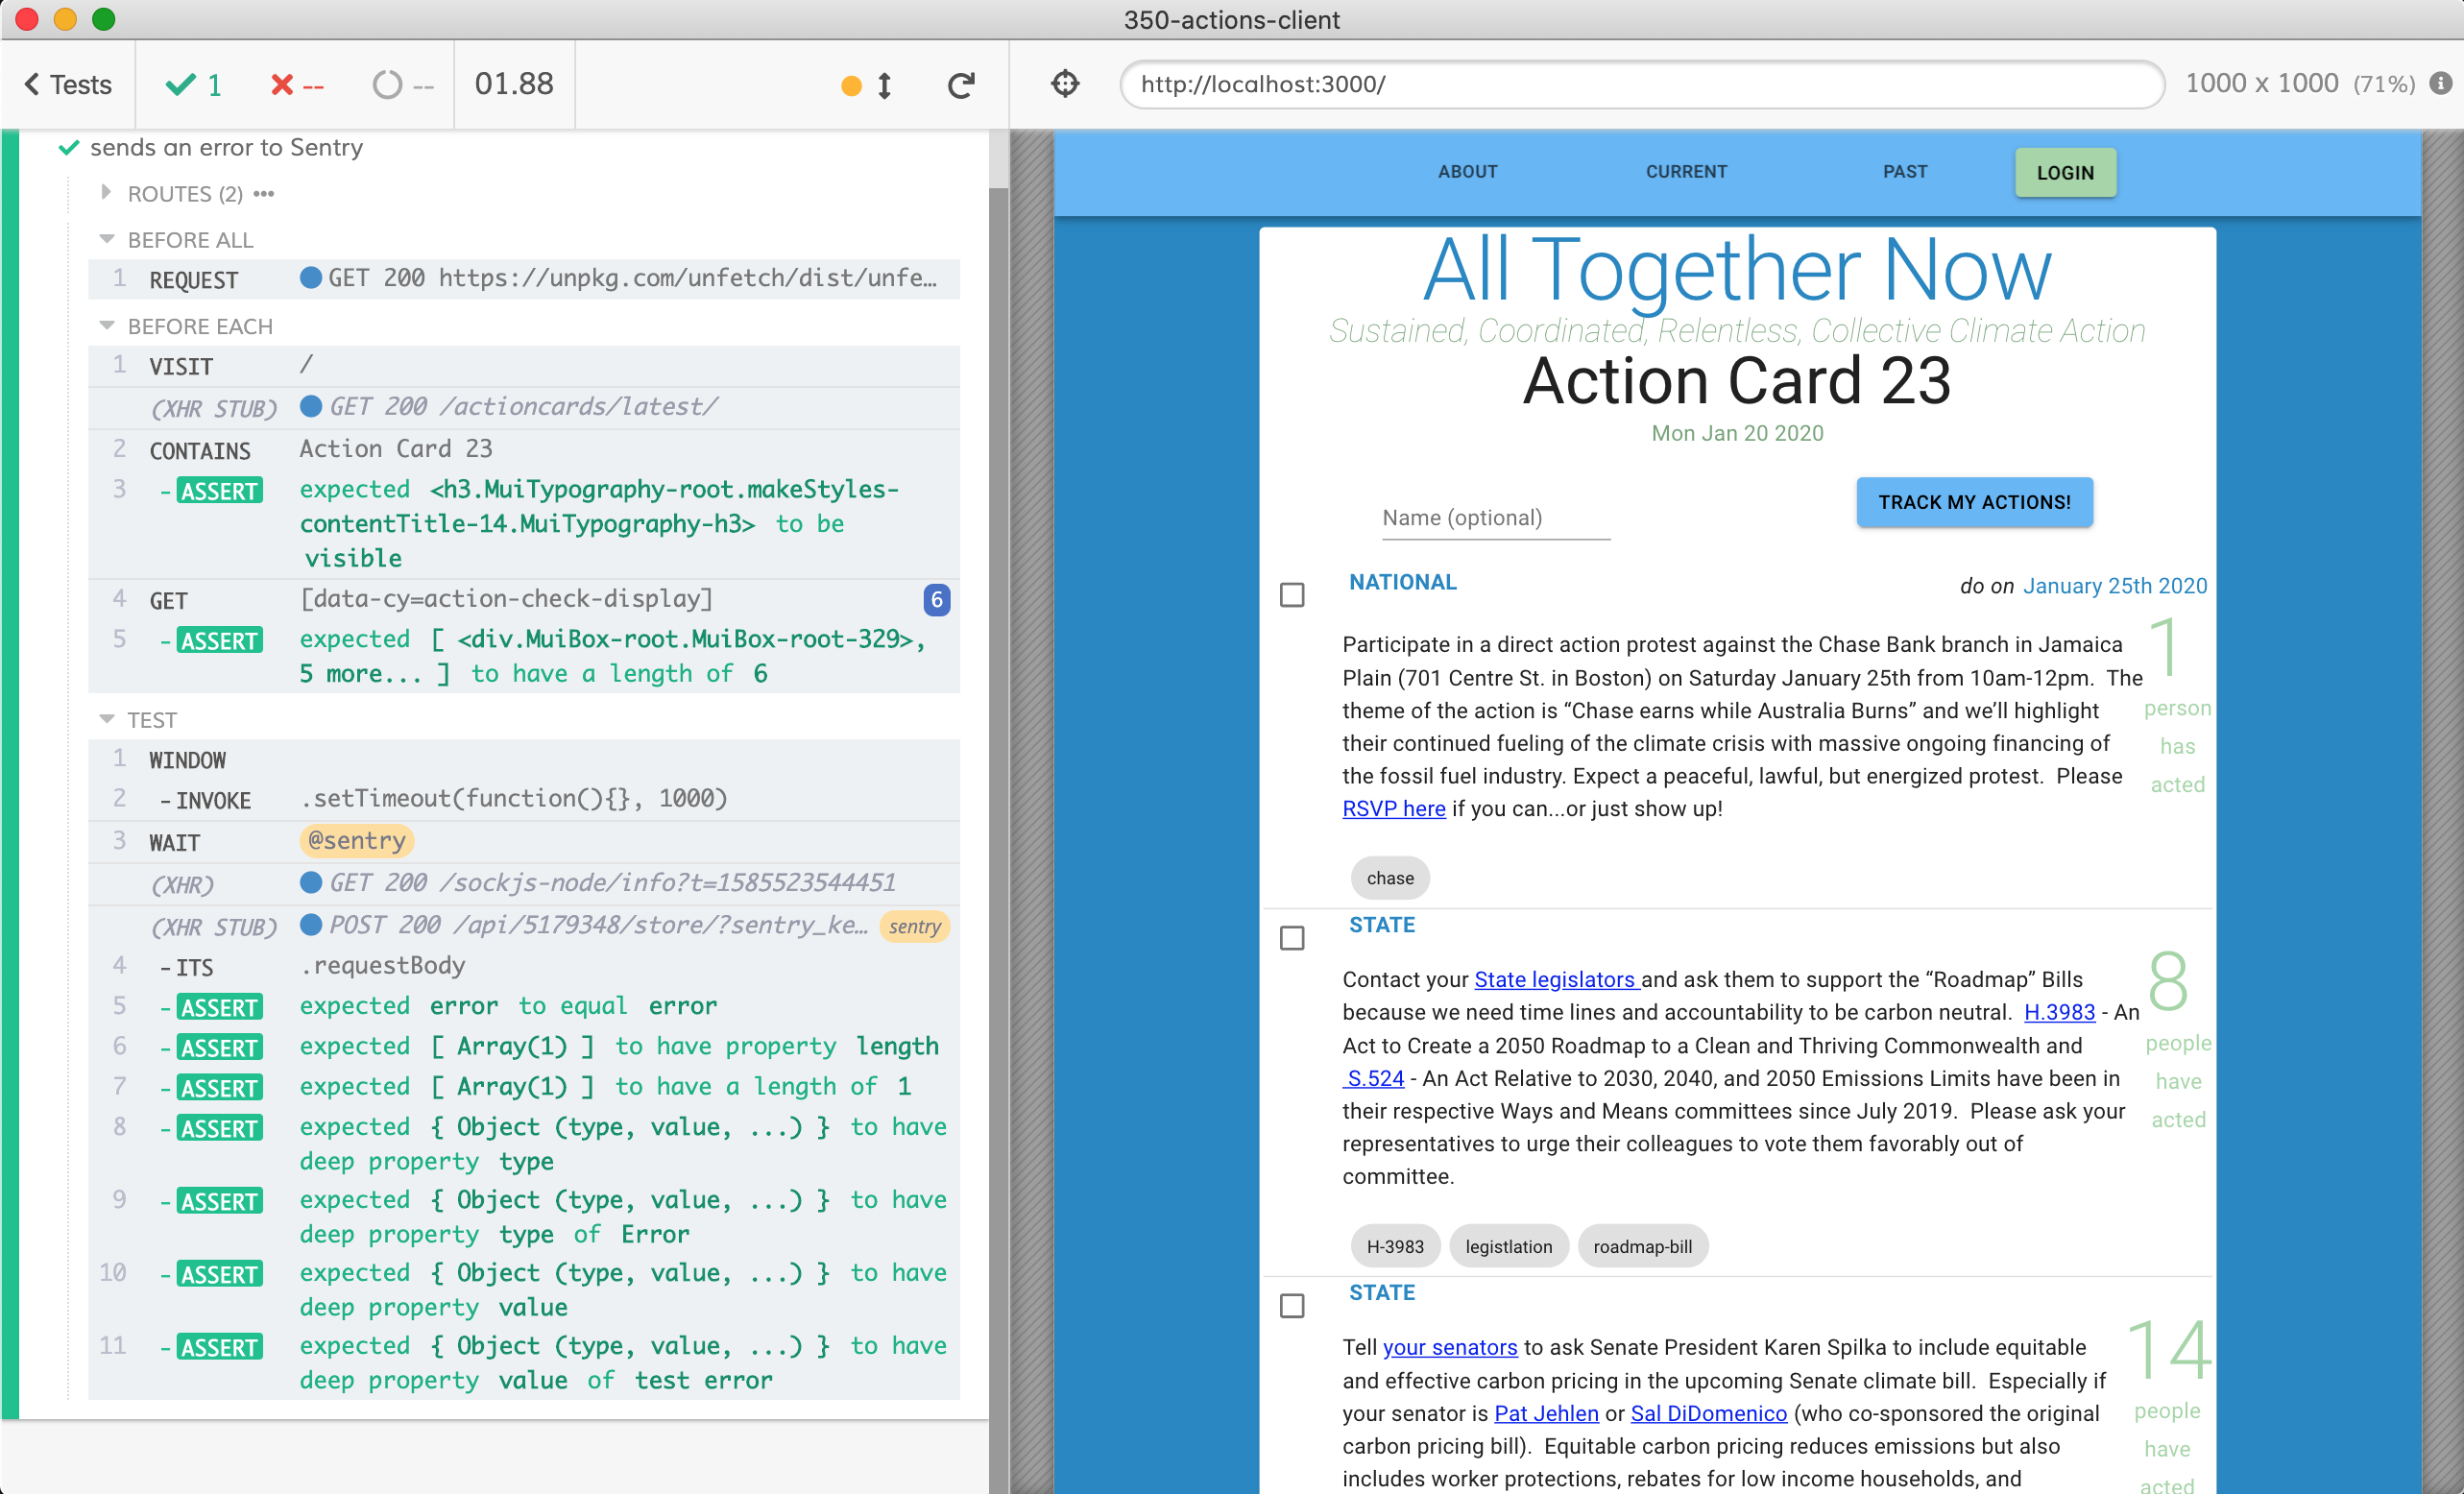 350-actions-client
Tests
1
--
--
01.88
http://localhost:3000/
1000 x 1000 (71%)
sends an error to Sentry
ROUTES (2) •••
BEFORE ALL
1 REQUEST GET 200 https://unpkg.com/unfetch/dist/unfe…
BEFORE EACH
1 VISIT /
(XHR STUB) GET 200 /actioncards/latest/
2 CONTAINS Action Card 23
3 - ASSERT expected <h3.MuiTypography-root.makeStyles-
contentTitle-14.MuiTypography-h3> to be
visible
4 GET [data-cy=action-check-display] 6
5 - ASSERT expected [ <div.MuiBox-root.MuiBox-root-329>,
5 more... ] to have a length of 6
TEST
1 WINDOW
2 - INVOKE .setTimeout(function(){}, 1000)
3 WAIT @sentry
(XHR) GET 200 /sockjs-node/info?t=1585523544451
(XHR STUB) POST 200 /api/5179348/store/?sentry_ke… sentry
4 - ITS .requestBody
5 - ASSERT expected error to equal error
6 - ASSERT expected [ Array(1) ] to have property length
7 - ASSERT expected [ Array(1) ] to have a length of 1
8 - ASSERT expected { Object (type, value, ...) } to have
deep property type
9 - ASSERT expected { Object (type, value, ...) } to have
deep property type of Error
10 - ASSERT expected { Object (type, value, ...) } to have
deep property value
11 - ASSERT expected { Object (type, value, ...) } to have
deep property value of test error
ABOUT CURRENT PAST LOGIN
All Together Now
Sustained, Coordinated, Relentless, Collective Climate Action
Action Card 23
Mon Jan 20 2020
Name (optional)
TRACK MY ACTIONS!
NATIONAL
do on January 25th 2020
Participate in a direct action protest against the Chase Bank branch in Jamaica
Plain (701 Centre St. in Boston) on Saturday January 25th from 10am-12pm. The
theme of the action is “Chase earns while Australia Burns” and we’ll highlight
their continued fueling of the climate crisis with massive ongoing financing of
the fossil fuel industry. Expect a peaceful, lawful, but energized protest. Please
RSVP here if you can...or just show up!
1
person
has
acted
chase
STATE
Contact your State legislators and ask them to support the “Roadmap” Bills
because we need time lines and accountability to be carbon neutral. H.3983 - An
Act to Create a 2050 Roadmap to a Clean and Thriving Commonwealth and
S.524 - An Act Relative to 2030, 2040, and 2050 Emissions Limits have been in
their respective Ways and Means committees since July 2019. Please ask your
representatives to urge their colleagues to vote them favorably out of
committee.
8
people
have
acted
H-3983 legistlation roadmap-bill
STATE
Tell your senators to ask Senate President Karen Spilka to include equitable
and effective carbon pricing in the upcoming Senate climate bill. Especially if
your senator is Pat Jehlen or Sal DiDomenico (who co-sponsored the original
carbon pricing bill). Equitable carbon pricing reduces emissions but also
includes worker protections, rebates for low income households, and
14
people
have
acted